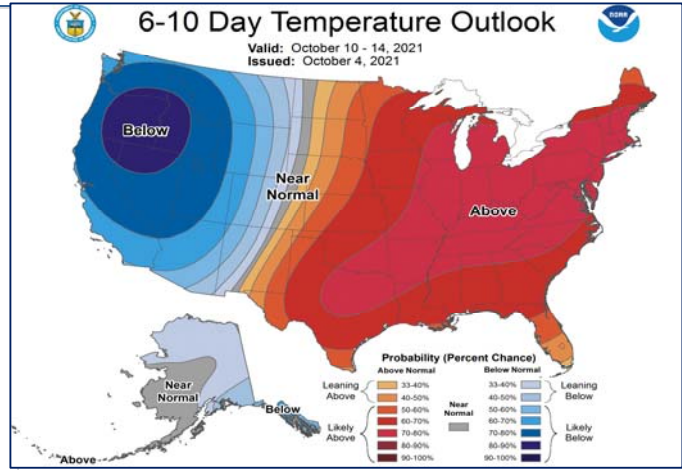 6-10 Day Temperature Outlook
Valid: October 10 - 14, 2021
Issued: October 4, 2021
NOAA
Below
Near
Normal
Above
Near
Normal
Below
Above
Probability (Percent Chance)
Above Normal
Below Normal
Leaning
Above
33-40%
40-50%
Likely
Above
50-60%
60-70%
70-80%
80-90%
90-100%
Near
Normal
33-40%
40-50%
Leaning
Below
50-60%
60-70%
70-80%
80-90%
90-100%
Likely
Below